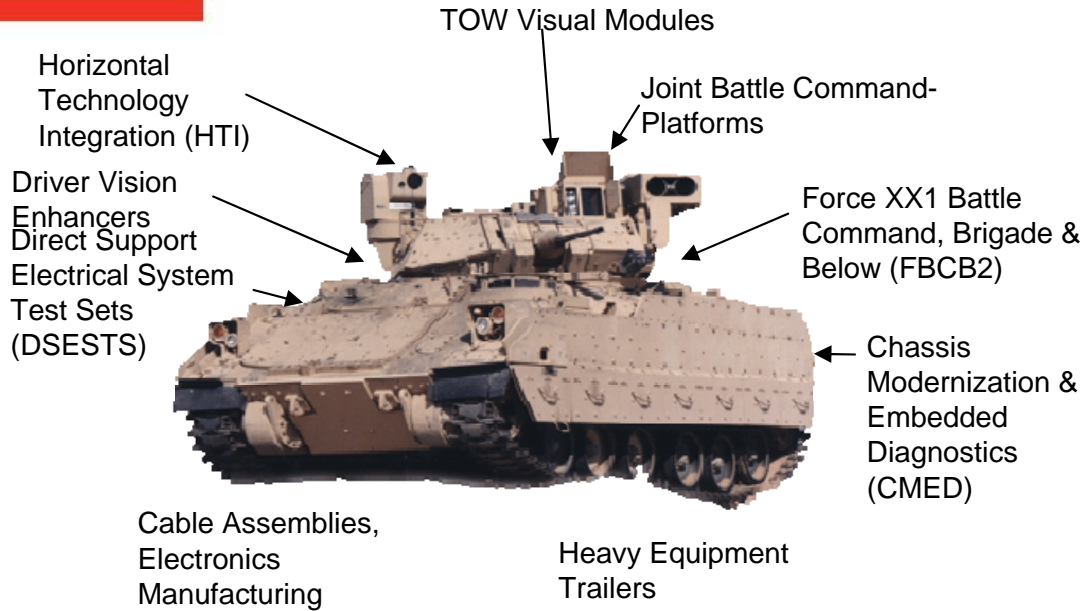 TOW Visual Modules
Horizontal
Technology
Integration (HTI)
Joint Battle Command-
Platforms
Driver Vision
Enhancers
Direct Support
Electrical System
Test Sets
(DSESTS)
Force XX1 Battle
Command, Brigade &
Below (FBCB2)
Chassis
Modernization &
Embedded
Diagnostics
(CMED)
Cable Assemblies,
Electronics
Manufacturing
Heavy Equipment
Trailers